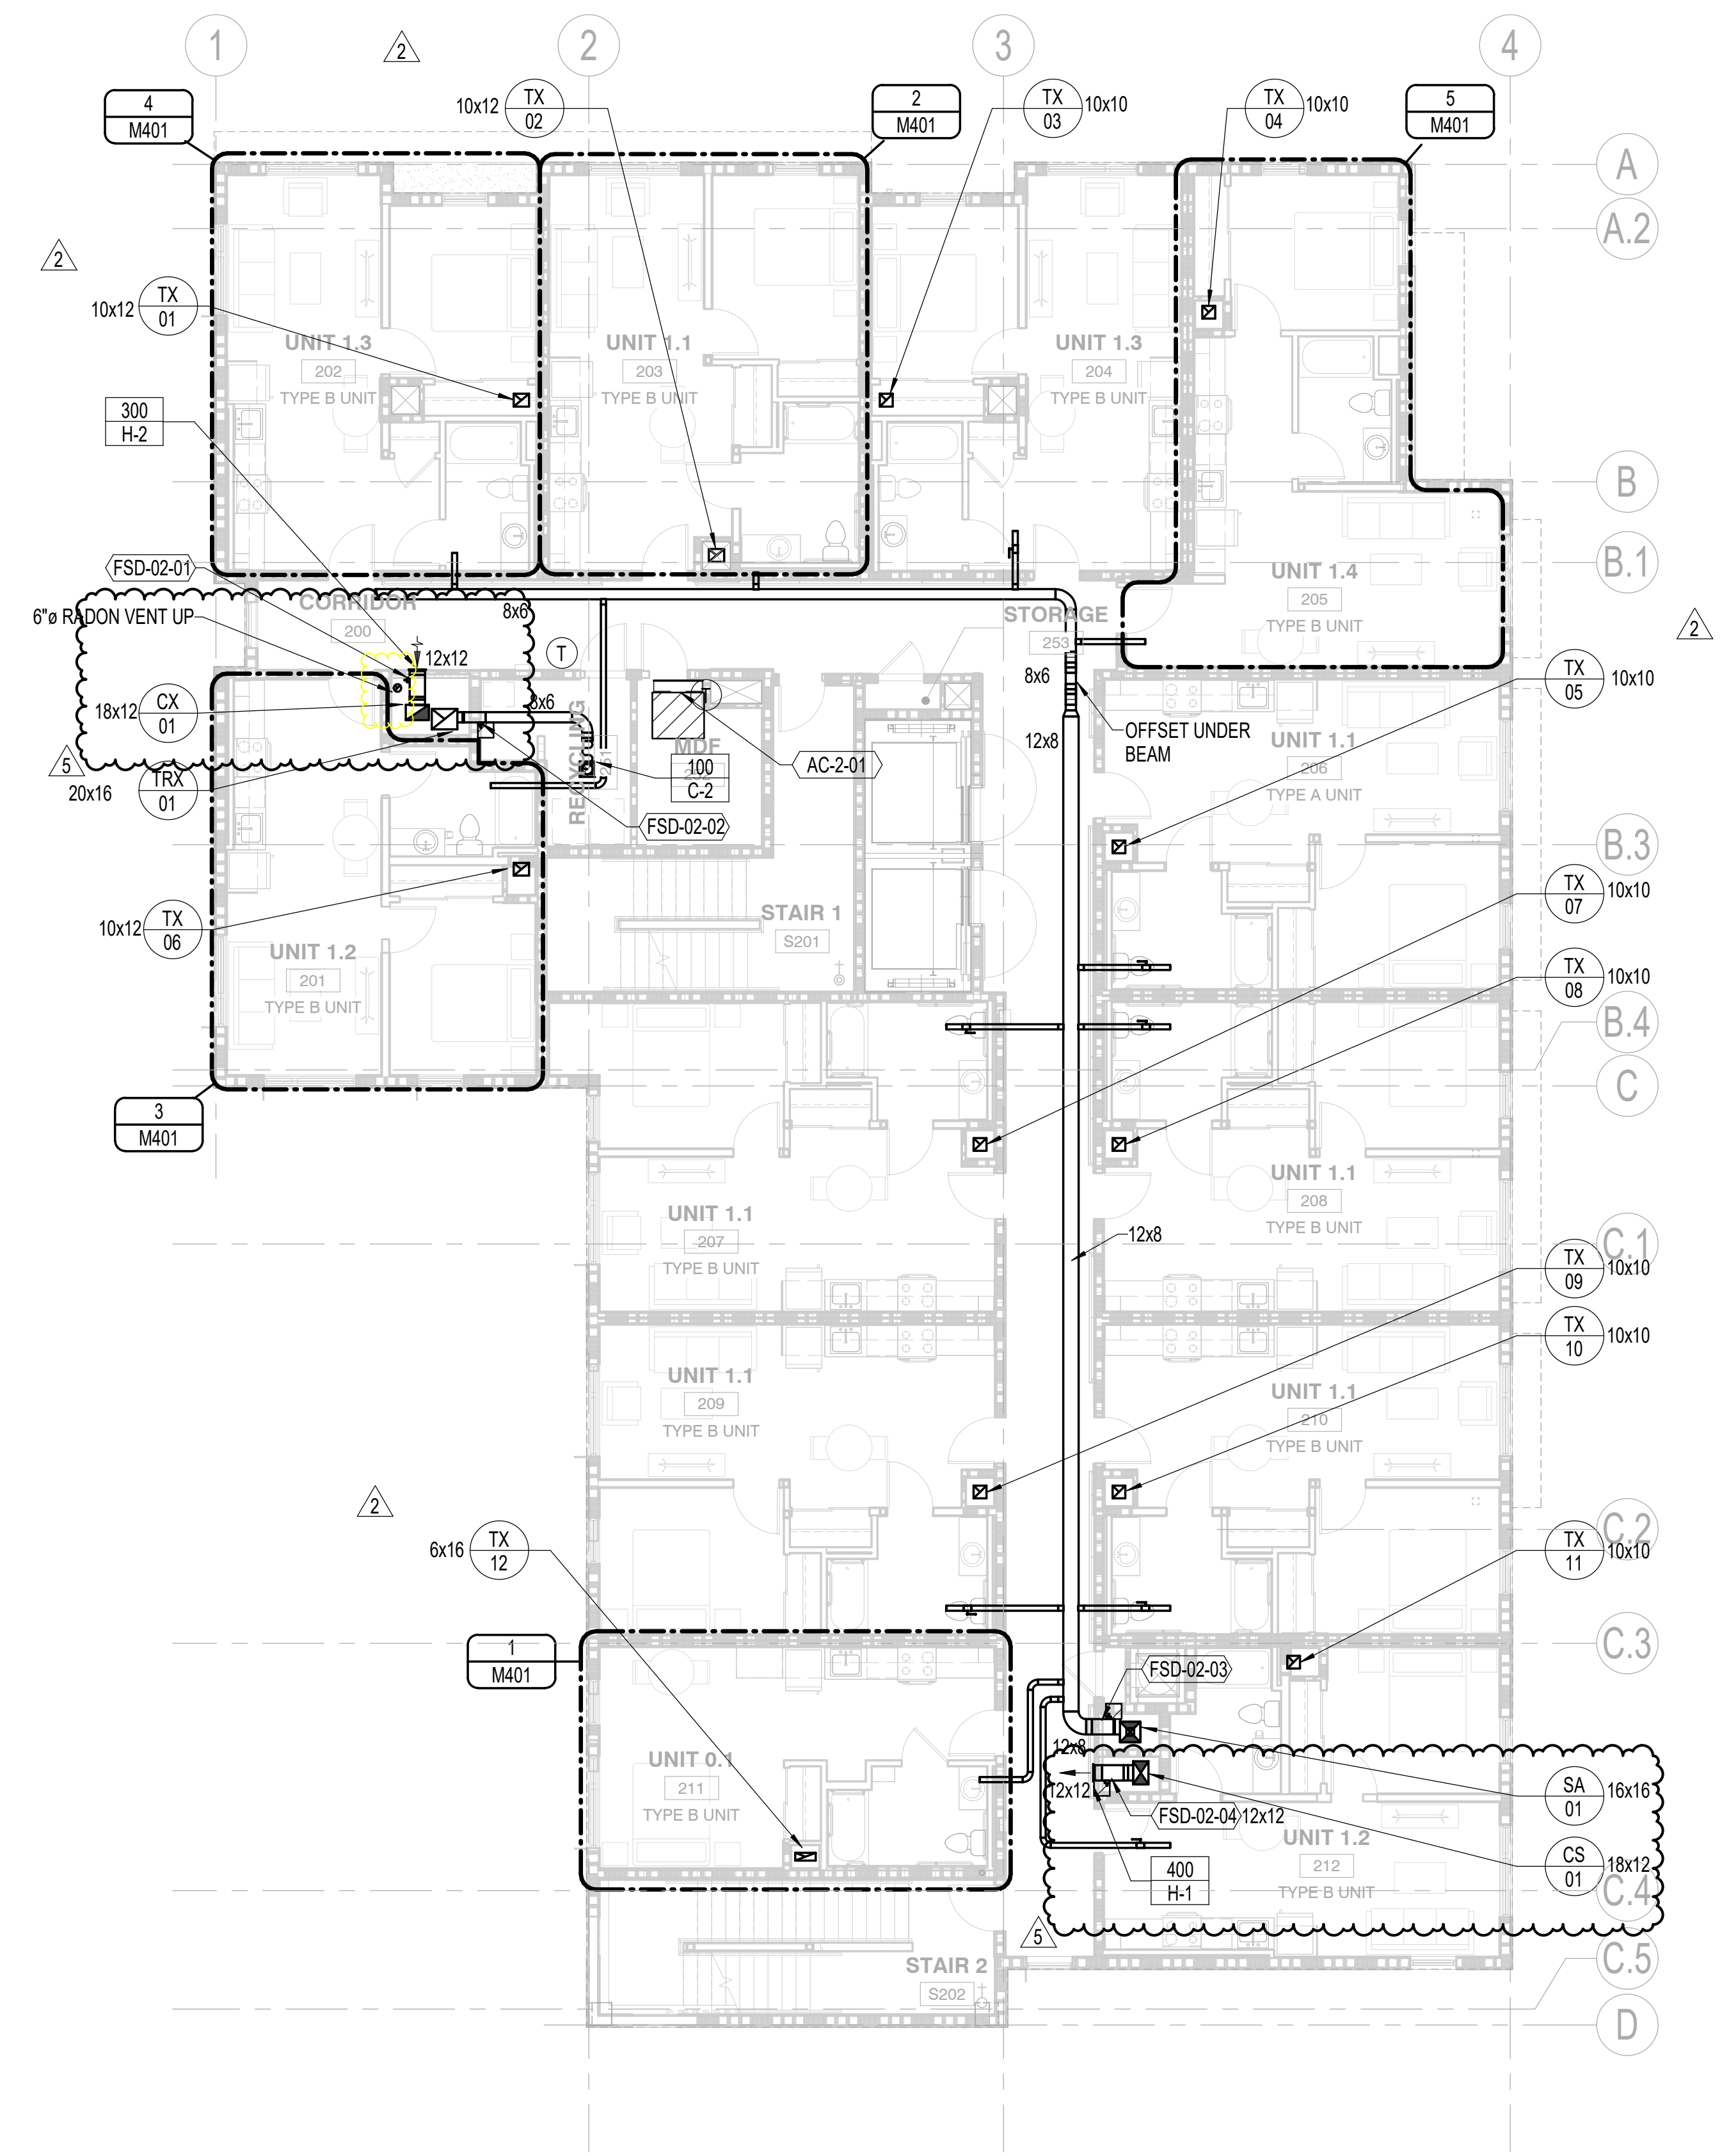 1
2
3
4
2
4
M401
10x12
TX
02
2
M401
TX
03
10x10
TX
04
10x10
5
M401
A
A.2
2
10x12
TX
01
UNIT 1.3
202
TYPE B UNIT
UNIT 1.1
203
TYPE B UNIT
UNIT 1.3
204
TYPE B UNIT
300
H-2
B
B.1
FSD-02-01
UNIT 1.4
205
TYPE B UNIT
CORRIDOR
200
8x6
STORAGE
253
6"ø RADON VENT UP
2
T
12x12
8x6
8x6
TX
05
10x10
18x12
CX
01
OFFSET UNDER
BEAM
12x8
UNIT 1.1
206
TYPE A UNIT
RECYCLING
251
MDF
100
C-2
AC-2-01
5
20x16
TRX
01
FSD-02-02
B.3
TX
07
10x10
10x12
TX
06
STAIR 1
S201
UNIT 1.2
201
TYPE B UNIT
TX
08
10x10
B.4
C
3
M401
UNIT 1.1
207
TYPE B UNIT
UNIT 1.1
208
TYPE B UNIT
12x8
C.1
TX
09
10x10
TX
10
10x10
UNIT 1.1
209
TYPE B UNIT
UNIT 1.1
210
TYPE B UNIT
2
C.2
6x16
TX
12
TX
11
10x10
1
M401
C.3
FSD-02-03
12x8
UNIT 0.1
211
TYPE B UNIT
12x12
FSD-02-04
12x12
SA
01
16x16
UNIT 1.2
212
TYPE B UNIT
400
H-1
CS
01
18x12
C.4
5
STAIR 2
S202
C.5
D